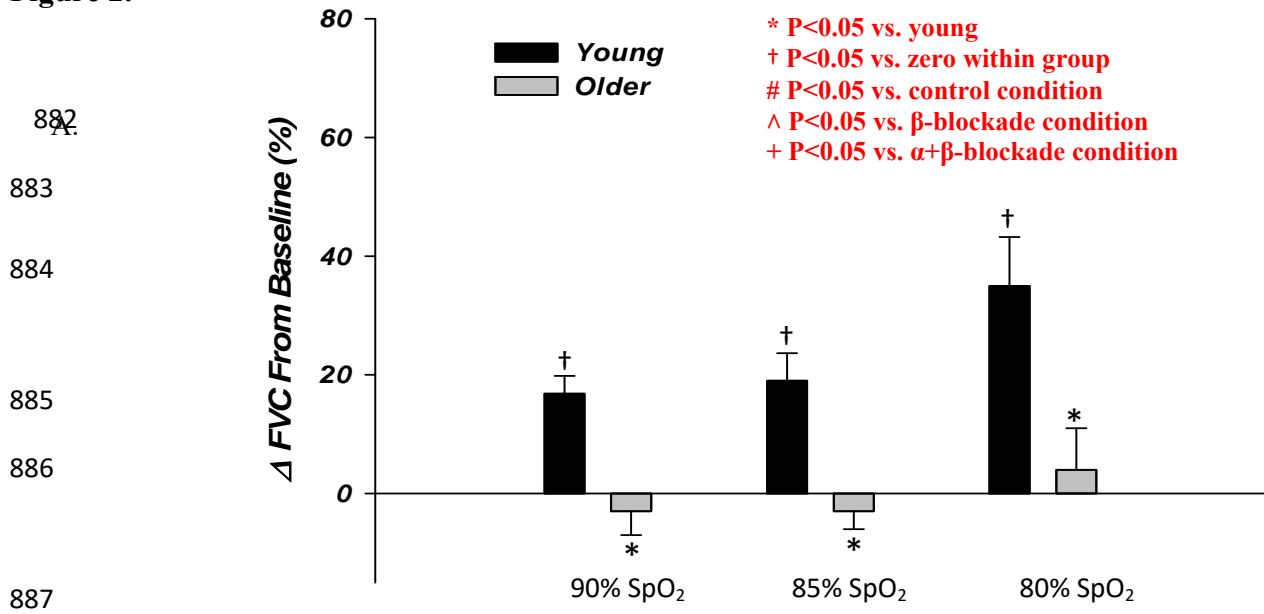 Figure 2.
80
* P<0.05 vs. young
Young
† P<0.05 vs. zero within group
Older
# P<0.05 vs. control condition
882
A.
^ P<0.05 vs. β-blockade condition
60
+ P<0.05 vs. α+β-blockade condition
883
Δ FVC From Baseline (%)
†
884
40
†
†
885
20
*
886
0
*
*
90% SpO₂
85% SpO₂
80% SpO₂
887